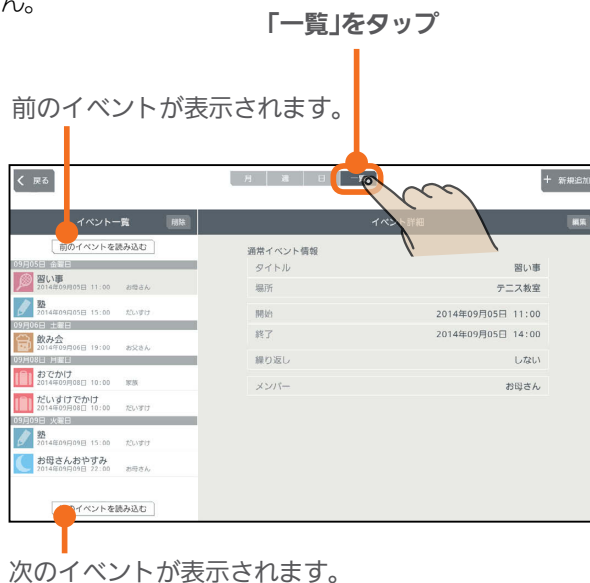 ん。
「一覧」をタップ
前のイベントが表示されます。
戻る
月 週 日
+ 新規追加
イベント一覧 削除
イベント詳細 編集
前のイベントを読み込む
09月05日 金曜日
習い事
2014年09月05日 11:00 お母さん
塾
2014年09月05日 15:00 だいすけ
09月06日 土曜日
飲み会
2014年09月06日 19:00 お父さん
09月08日 月曜日
おでかけ
2014年09月08日 10:00 家族
だいすけでかけ
2014年09月08日 10:00 だいすけ
09月09日 火曜日
塾
2014年09月09日 15:00 だいすけ
お母さんおやすみ
2014年09月09日 22:00 お母さん
のイベントを読み込む
通常イベント情報
タイトル 習い事
場所 テニス教室
開始 2014年09月05日 11:00
終了 2014年09月05日 14:00
繰り返し しない
メンバー お母さん
次のイベントが表示されます。